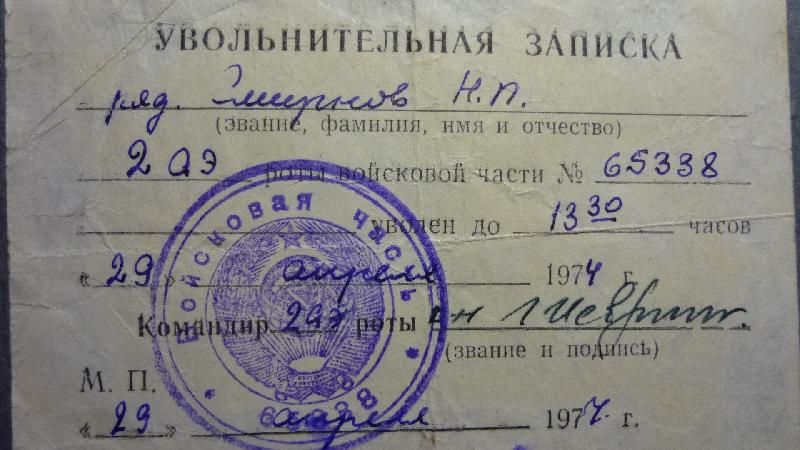 УВОЛЬНИТЕЛЬНАЯ ЗАПИСКА
ряд. Смирнов Н.П.
(звание, фамилия, имя и отчество)
2 аэ роты войсковой части № 65338
уволен до 13 30 часов
« 29 » апреля 1974 г.
Командир 2аэ роты
(звание и подпись)
М. П.
« 29 » апреля 1974 г.
Войсковая часть * 65338 *